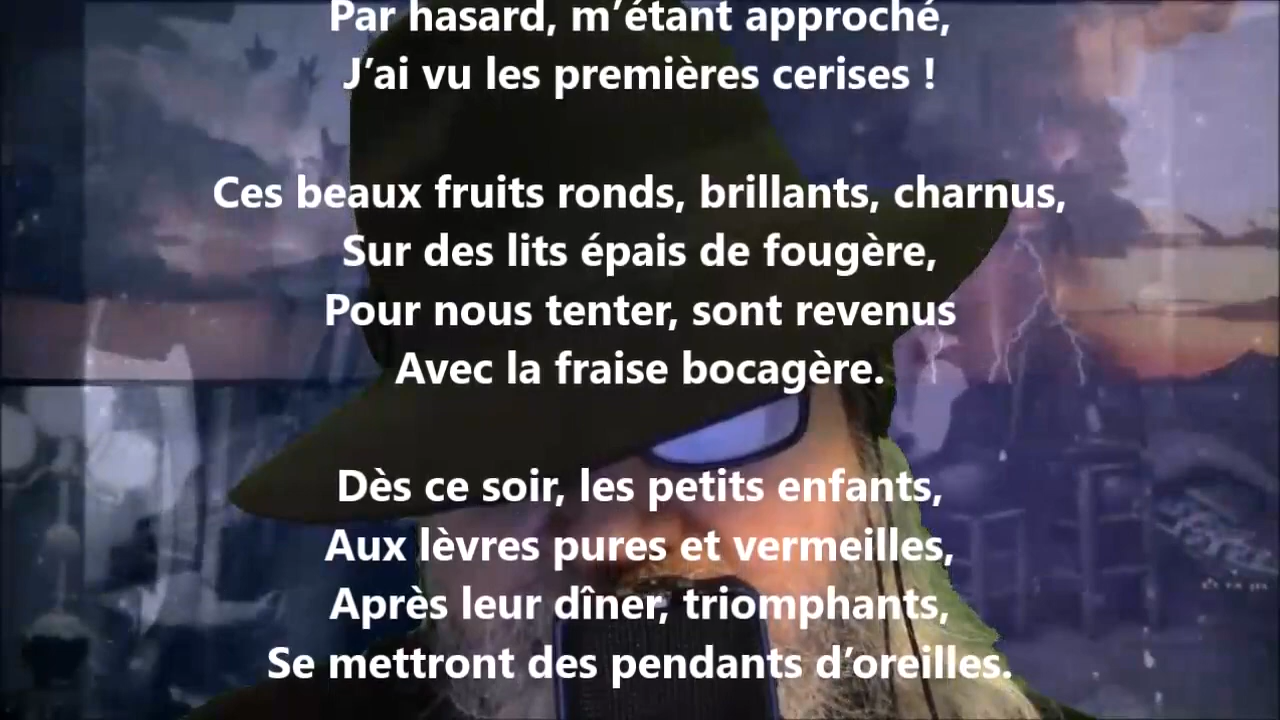 Par hasard, m’étant approché,
J’ai vu les premières cerises !
Ces beaux fruits ronds, brillants, charnus,
Sur des lits épais de fougère,
Pour nous tenter, sont revenus
Avec la fraise bocagère.
Dès ce soir, les petits enfants,
Aux lèvres pures et vermeilles,
Après leur dîner, triomphants,
Se mettront des pendants d’oreilles.